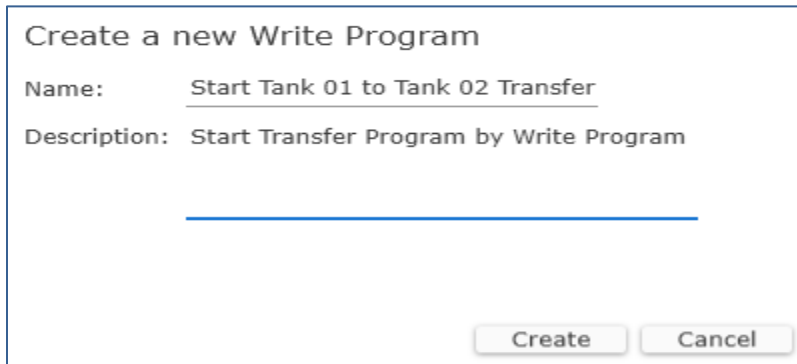 Create a new Write Program
Name: Start Tank 01 to Tank 02 Transfer
Description: Start Transfer Program by Write Program
Create Cancel